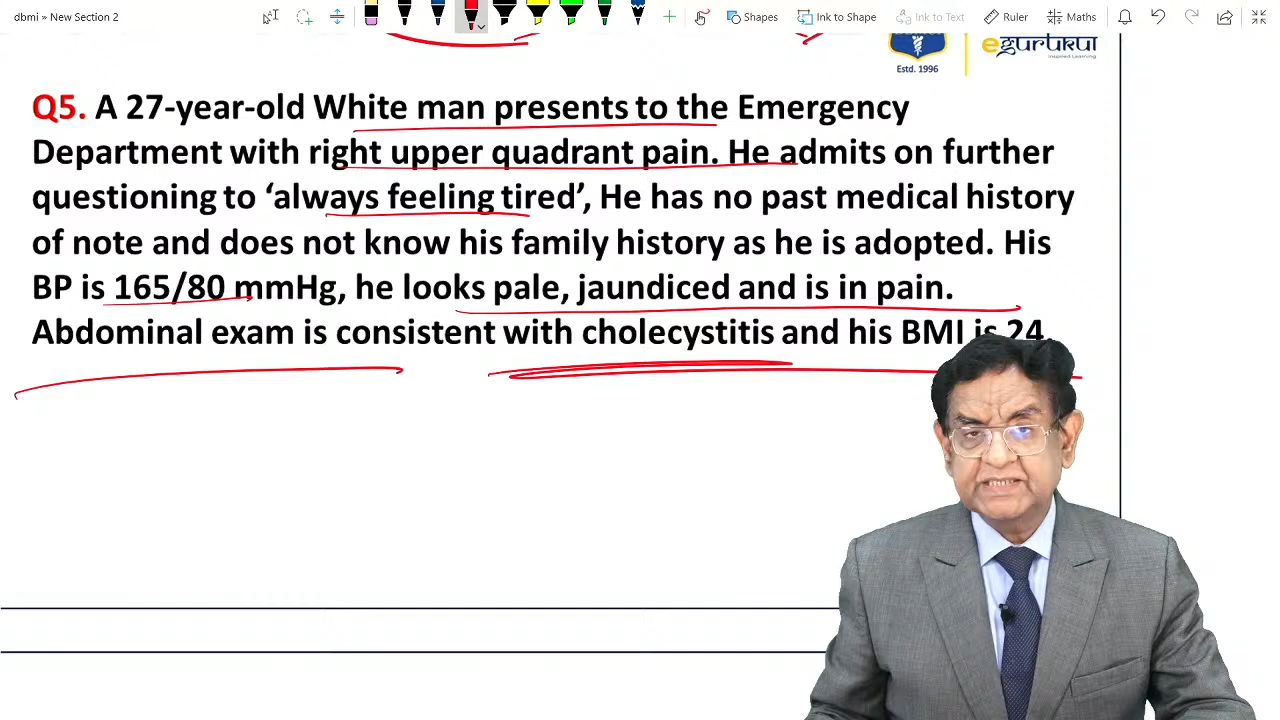 dbmi » New Section 2
Shapes
Ink to Shape
Ink to Text
Ruler
Maths
Estd. 1996
egurukul
Inspired Learning
Q5. A 27-year-old White man presents to the Emergency
Department with right upper quadrant pain. He admits on further
questioning to ‘always feeling tired’, He has no past medical history
of note and does not know his family history as he is adopted. His
BP is 165/80 mmHg, he looks pale, jaundiced and is in pain.
Abdominal exam is consistent with cholecystitis and his BMI is 24.